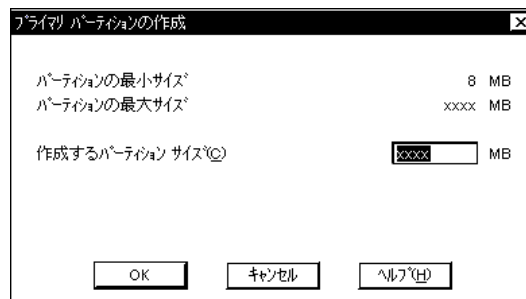 プライマリ パーティションの作成
パーティションの最小サイズ 8 MB
パーティションの最大サイズ xxxx MB
作成するパーティション サイズ(C) xxxx MB
OK キャンセル ヘルプ(H)